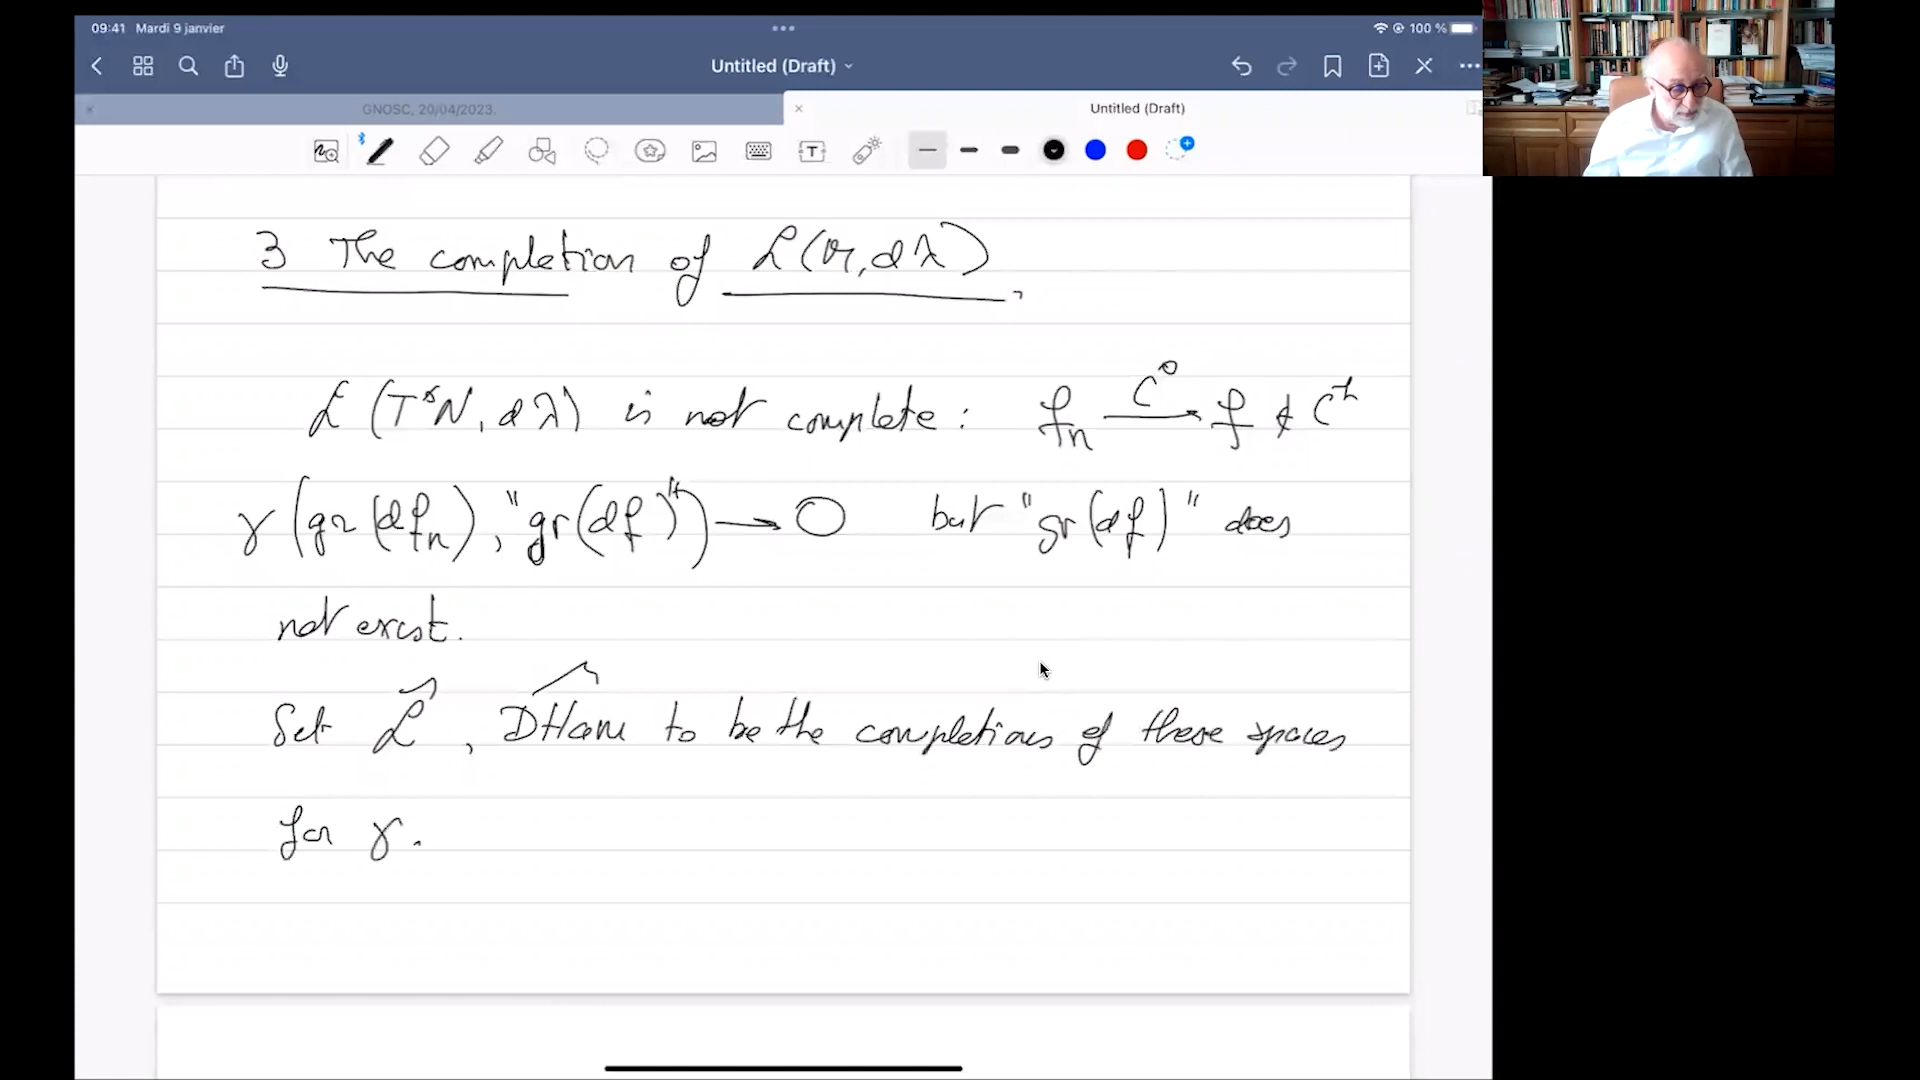 09:41 Mardi 9 janvier
100 %
Untitled (Draft)
GNOSC, 20/04/2023.
Untitled (Draft)
T
3 The completion of ℒ(M, dλ).
ℒ(T*N, dλ) is not complete : fₙ —C⁰→ f ∉ C¹
γ(gr(dfₙ), "gr(df)") → 0 but "gr(df)" does
not exist.
Set ℒ̂, DHam̂ to be the completions of these spaces
for γ.